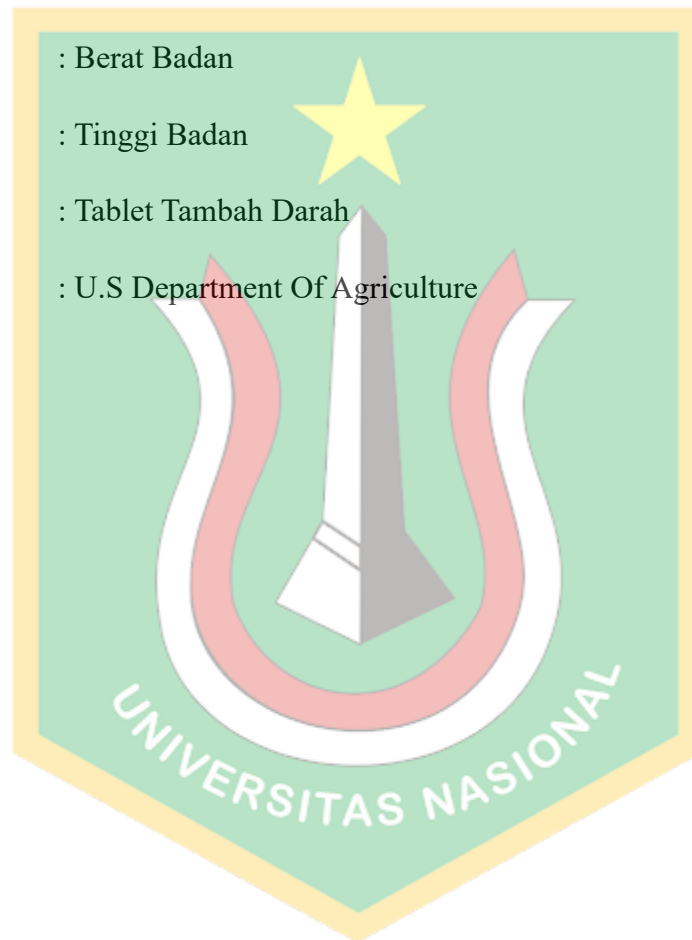 : Berat Badan
: Tinggi Badan
: Tablet Tambah Darah
: U.S Department Of Agriculture
UNIVERSITAS NASIONAL